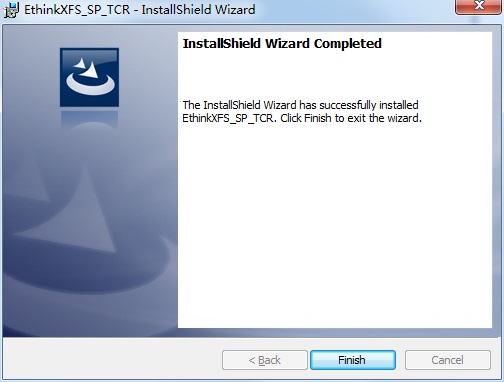 EthinkXFS_SP_TCR - InstallShield Wizard
InstallShield Wizard Completed
The InstallShield Wizard has successfully installed
EthinkXFS_SP_TCR. Click Finish to exit the wizard.
< Back
Finish
Cancel